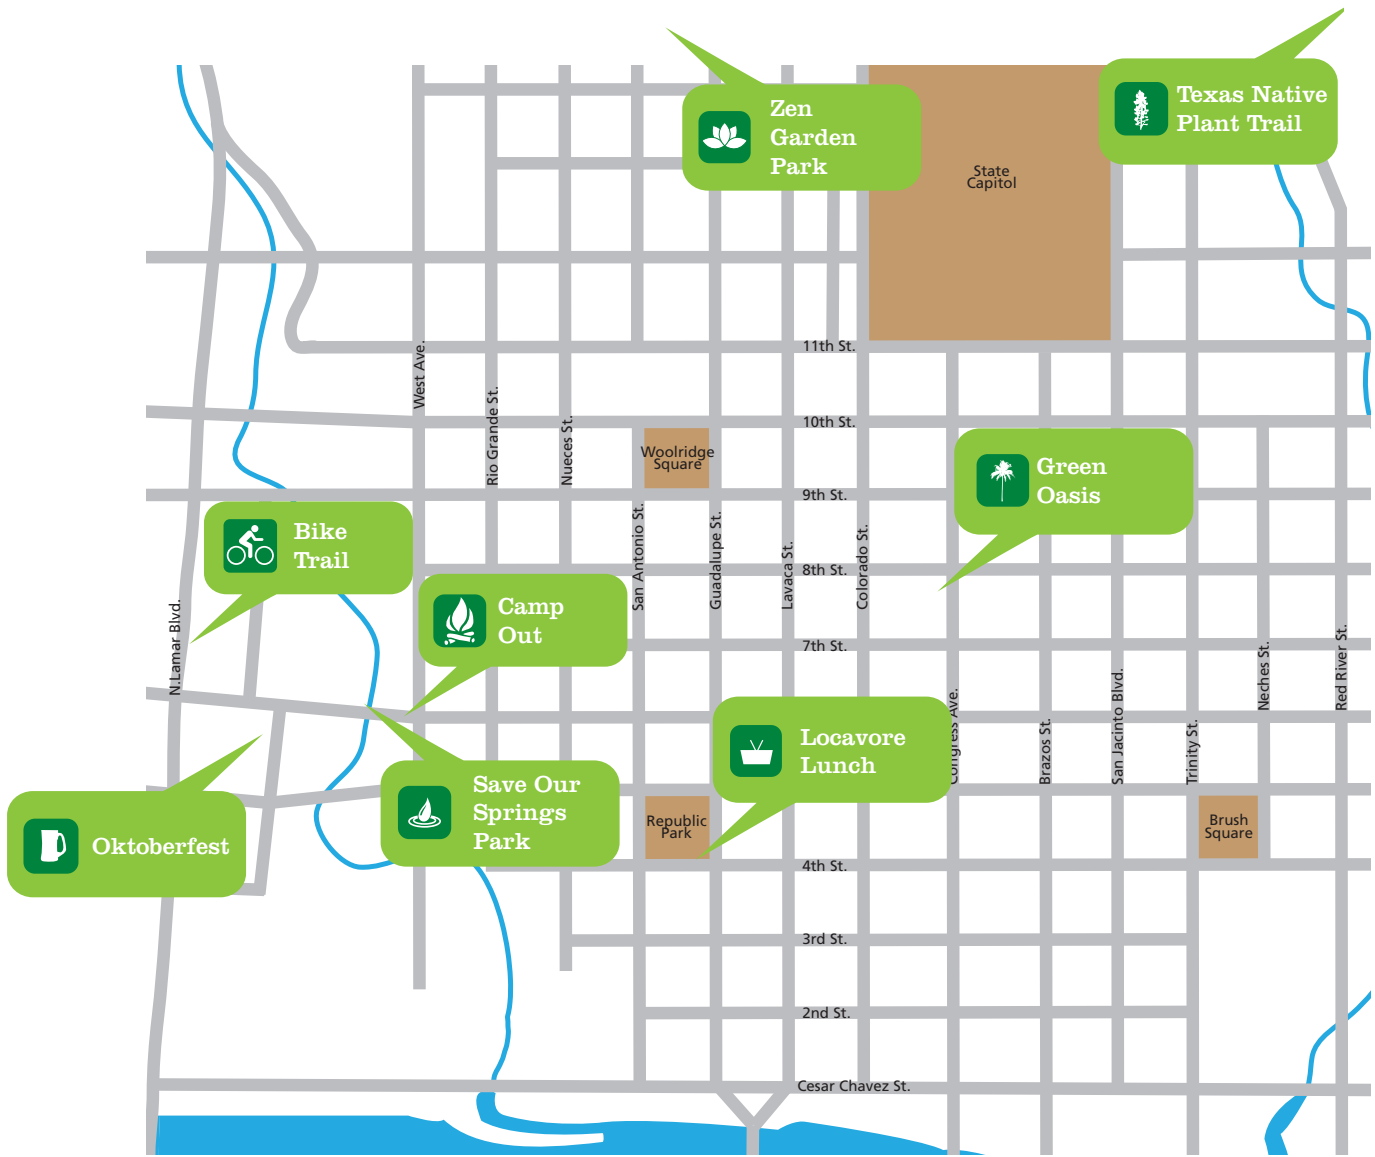 Zen
Garden
Park
Texas Native
Plant Trail
State
Capitol
11th St.
West Ave.
10th St.
Rio Grande St.
Nueces St.
Woolridge
Square
Green
Oasis
9th St.
Bike
Trail
San Antonio St.
Guadalupe St.
Lavaca St.
Colorado St.
8th St.
Camp
Out
N.Lamar Blvd.
7th St.
Neches St.
Red River St.
Congress Ave.
Brazos St.
San Jacinto Blvd.
Trinity St.
Locavore
Lunch
Save Our
Springs
Park
Oktoberfest
Republic
Park
Brush
Square
4th St.
3rd St.
2nd St.
Cesar Chavez St.